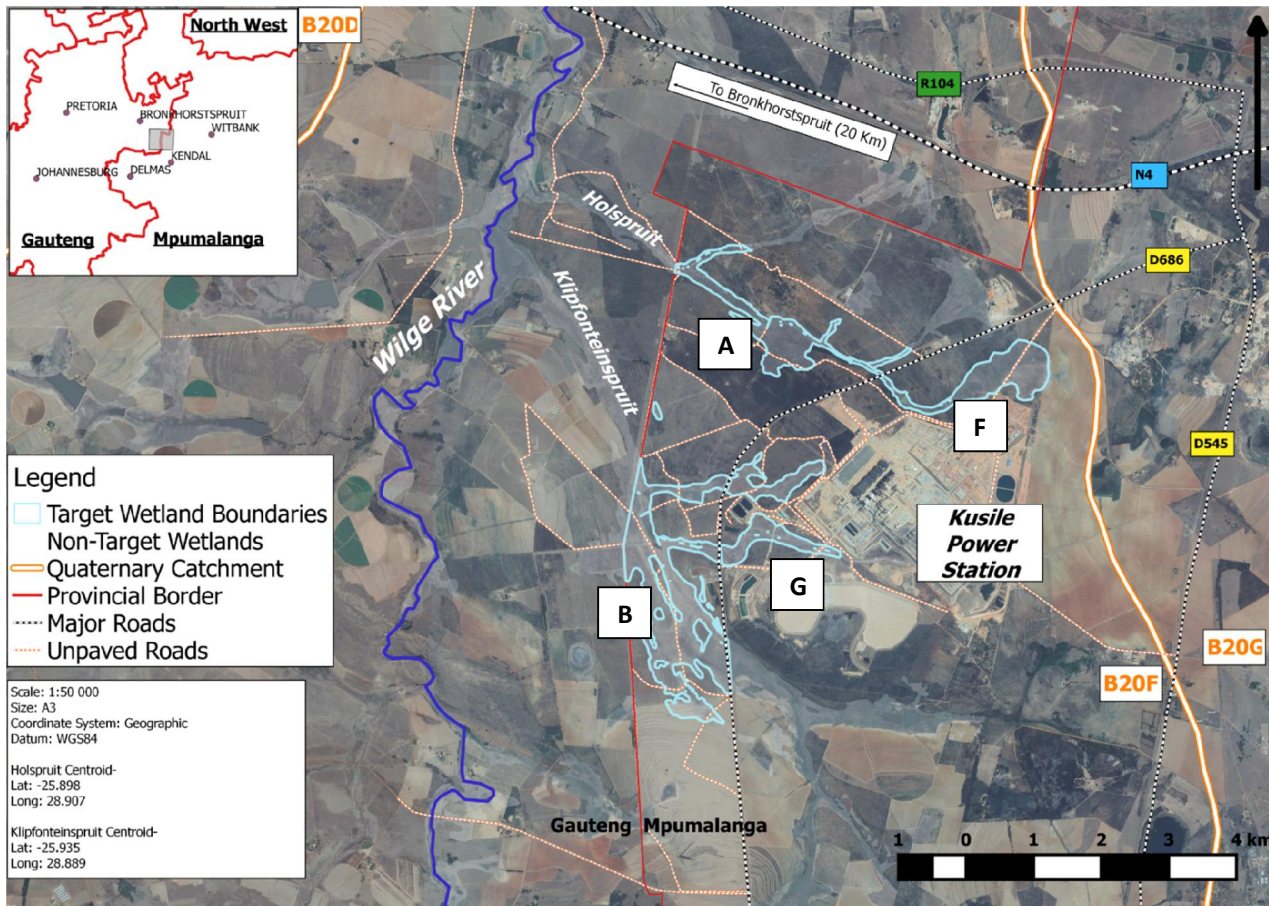 North West
PRETORIA
BRONKHORSTSPRUIT
WITBANK
KENDAL
JOHANNESBURG
DELMAS
Gauteng
Mpumalanga
B20D
R104
To Bronkhorstspruit (20 Km)
N4
Holspruit
D686
Wilge River
Klipfonteinspruit
A
F
D545
Legend
Target Wetland Boundaries
Non-Target Wetlands
Quaternary Catchment
Provincial Border
Major Roads
Unpaved Roads
Kusile
Power
Station
G
B
B20G
B20F
Scale: 1:50 000
Size: A3
Coordinate System: Geographic
Datum: WGS84
Holspruit Centroid-
Lat: -25.898
Long: 28.907
Klipfonteinspruit Centroid-
Lat: -25.935
Long: 28.889
Gauteng Mpumalanga
1 0 1 2 3 4 km